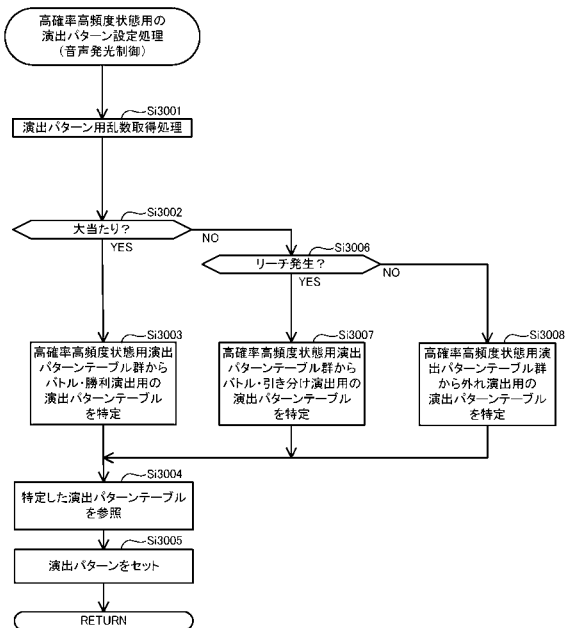 高確率高頻度状態用の
演出パターン設定処理
(音声発光制御)
Si3001
演出パターン用乱数取得処理
Si3002
大当たり?
NO
YES
Si3006
リーチ発生?
NO
YES
Si3003
高確率高頻度状態用演出
パターンテーブル群から
バトル・勝利演出用の
演出パターンテーブル
を特定
Si3007
高確率高頻度状態用演出
パターンテーブル群から
バトル・引き分け演出用の
演出パターンテーブル
を特定
Si3008
高確率高頻度状態用演
出パターンテーブル群
から外れ演出用の
演出パターンテーブル
を特定
Si3004
特定した演出パターンテーブル
を参照
Si3005
演出パターンをセット
RETURN